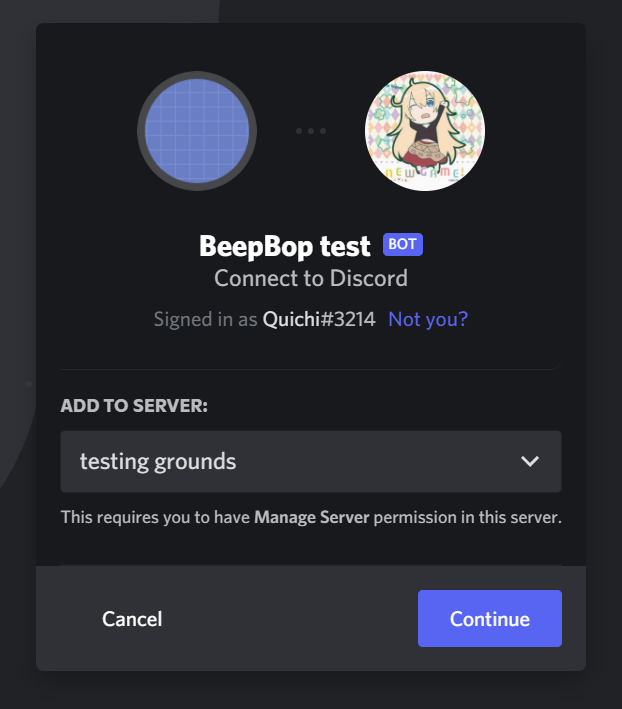 NEW GAME!
BeepBop test BOT
Connect to Discord
Signed in as Quichi#3214 Not you?
ADD TO SERVER:
testing grounds
This requires you to have Manage Server permission in this server.
Cancel
Continue